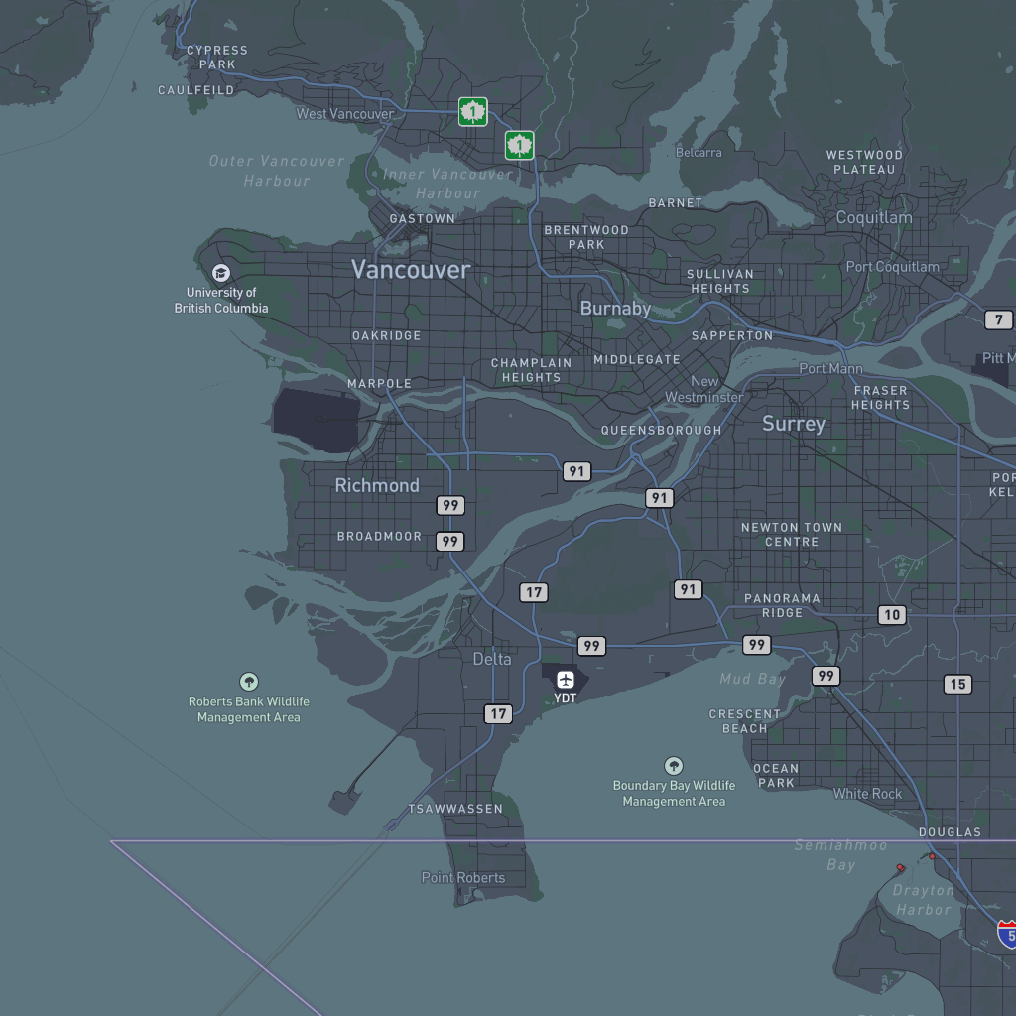 CYPRESS
PARK
CAULFEILD
West Vancouver
1
1
Outer Vancouver
Harbour
Inner Vancouver
Harbour
Belcarra
WESTWOOD
PLATEAU
BARNET
GASTOWN
Coquitlam
BRENTWOOD
PARK
Vancouver
University of
British Columbia
SULLIVAN
HEIGHTS
Port Coquitlam
Burnaby
7
OAKRIDGE
SAPPERTON
CHAMPLAIN
HEIGHTS
MIDDLEGATE
Pitt M
PortMann
MARPOLE
New
Westminster
FRASER
HEIGHTS
QUEENSBOROUGH
Surrey
91
Richmond
POR
KEL
99
91
BROADMOOR
99
NEWTON TOWN
CENTRE
17
91
PANORAMA
RIDGE
10
99
99
Delta
YDT
Mud Bay
99
15
Roberts Bank Wildlife
Management Area
17
CRESCENT
BEACH
Boundary Bay Wildlife
Management Area
OCEAN
PARK
White Rock
TSAWWASSEN
DOUGLAS
Semiahmoo
Bay
Point Roberts
Drayton
Harbor
5